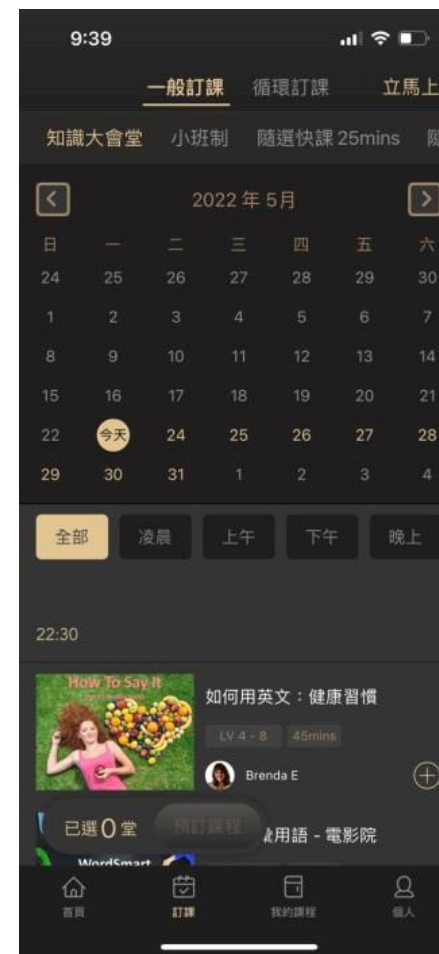 9:39
一般訂課 循環訂課 立馬上
知識大會堂 小班制 隨選快課 25mins
2022 年 5月
日 一 二 三 四 五 六
24 25 26 27 28 29 30
1 2 3 4 5 6 7
8 9 10 11 12 13 14
15 16 17 18 19 20 21
22 今天 24 25 26 27 28
29 30 31 1 2 3 4
全部 凌晨 上午 下午 晚上
22:30
How To Say It
如何用英文：健康習慣
LV 4 - 8 45mins
Brenda E
已選0堂 預訂課程
用語 - 電影院
WordSmart
首頁 訂課 我的課程 個人